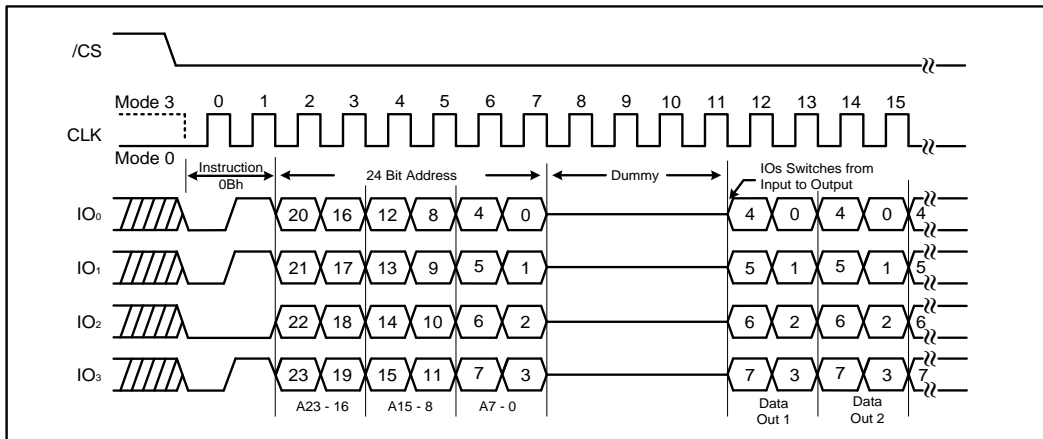 /CS
Mode 3 0 1 2 3 4 5 6 7 8 9 10 11 12 13 14 15
CLK
Mode 0
Instruction
0Bh
24 Bit Address
Dummy
IOs Switches from
Input to Output
IO₀ 20 16 12 8 4 0 4 0 4 0 4
IO₁ 21 17 13 9 5 1 5 1 5 1 5
IO₂ 22 18 14 10 6 2 6 2 6 2 6
IO₃ 23 19 15 11 7 3 7 3 7 3 7
A23 - 16 A15 - 8 A7 - 0
Data
Out 1
Data
Out 2